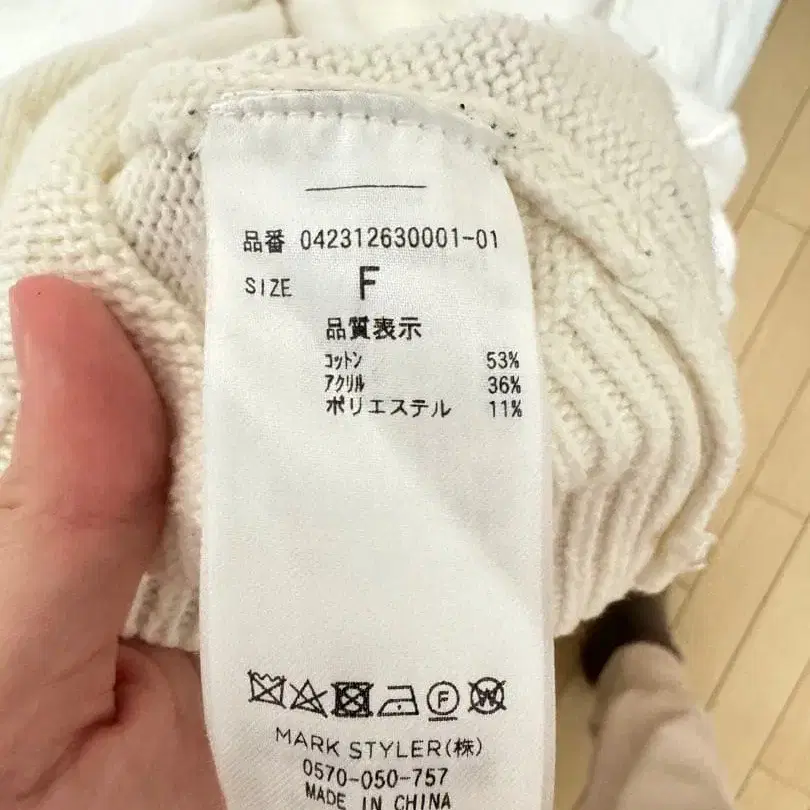 品番 042312630001-01
SIZE F
品質表示
コットン 53%
アクリル 36%
ポリエステル 11%
F W
MARK STYLER(株)
0570-050-757
MADE IN CHINA